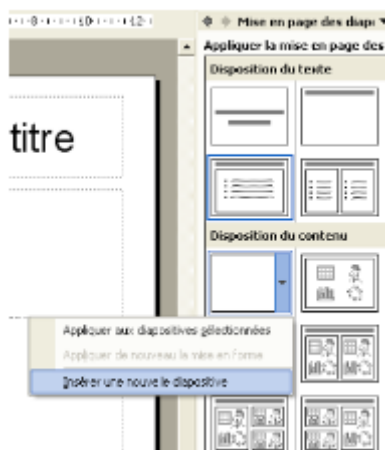 Mise en page des diapo
Appliquer la mise en page des
Disposition du texte
titre
Disposition du contenu
Appliquer aux diapositives sélectionnées
Appliquer de nouveau la mise en forme
Insérer une nouvelle diapositive